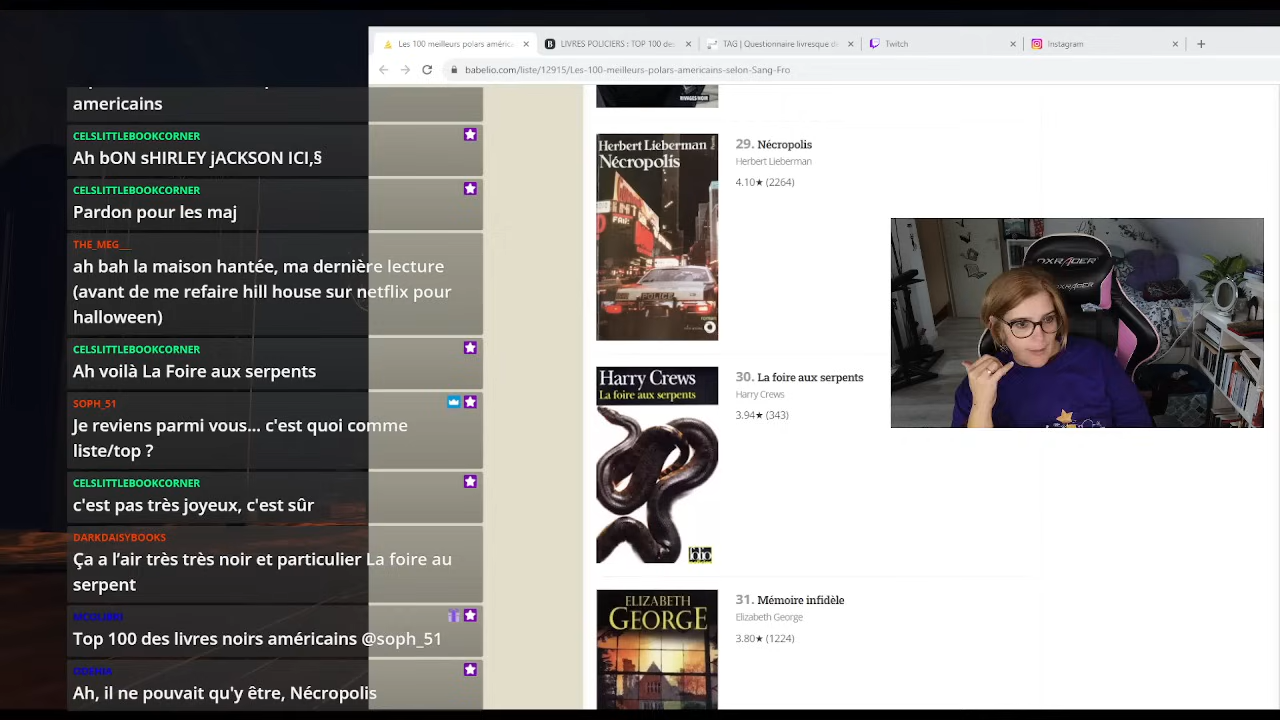 Les 100 meilleurs polars améric
LIVRES POLICIERS : TOP 100 des
TAG | Questionnaire livresque d
Twitch
Instagram
babelio.com/liste/12915/Les-100-meilleurs-polars-americains-selon-Sang-Fro
americains
CELSLITTLEBOOKCORNER
Ah bON sHIRLEY jACKSON ICI,§
CELSLITTLEBOOKCORNER
Pardon pour les maj
THE_MEG__
ah bah la maison hantée, ma dernière lecture
(avant de me refaire hill house sur netflix pour
halloween)
CELSLITTLEBOOKCORNER
Ah voilà La Foire aux serpents
SOPH_51
Je reviens parmi vous... c'est quoi comme
liste/top ?
CELSLITTLEBOOKCORNER
c'est pas très joyeux, c'est sûr
DARKDAISYBOOKS
Ça a l’air très très noir et particulier La foire au
serpent
Top 100 des livres noirs américains @soph_51
Ah, il ne pouvait qu'y être, Nécropolis
RIVAGES/NOIR
Herbert Lieberman
Nécropolis
POLICE
29. Nécropolis
Herbert Lieberman
4.10★ (2264)
DXRACER
Harry Crews
La foire aux serpents
folio
30. La foire aux serpents
Harry Crews
3.94★ (343)
ELIZABETH
GEORGE
31. Mémoire infidèle
Elizabeth George
3.80★ (1224)